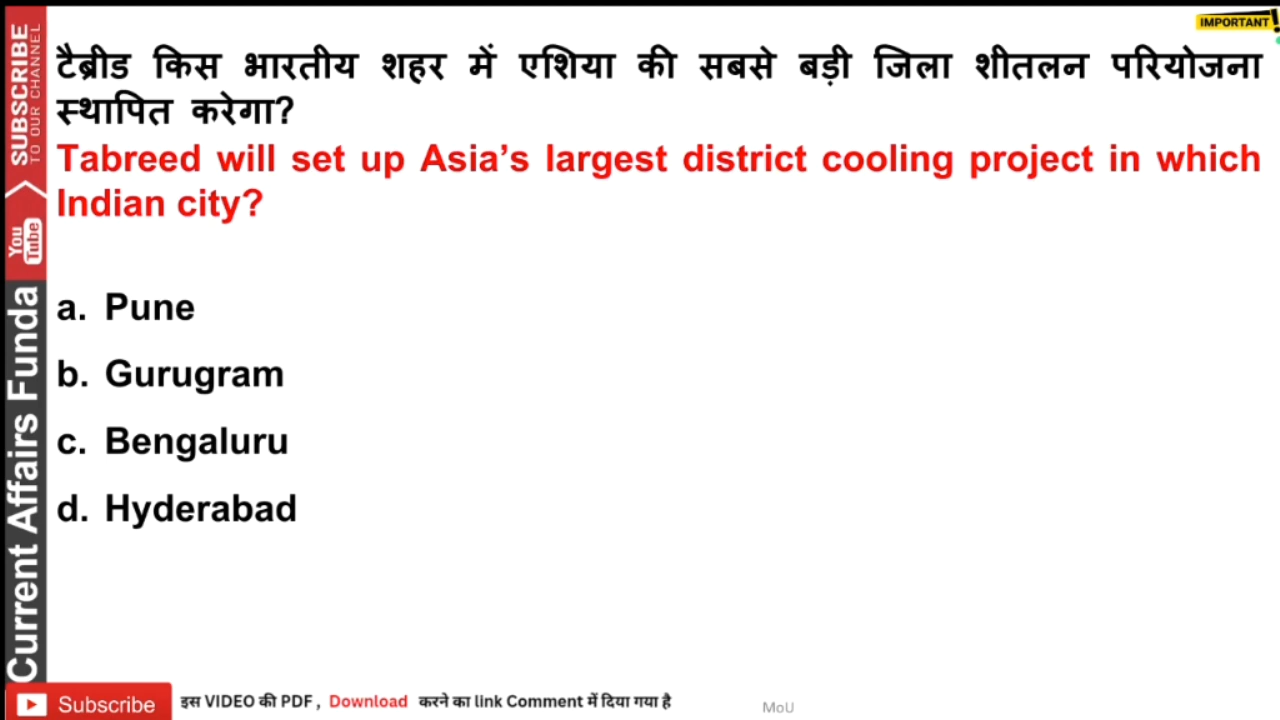 IMPORTANT!
टैब्रीड किस भारतीय शहर में एशिया की सबसे बड़ी जिला शीतलन परियोजना
स्थापित करेगा?
Tabreed will set up Asia’s largest district cooling project in which
Indian city?
a. Pune
b. Gurugram
c. Bengaluru
d. Hyderabad
SUBSCRIBE
TO OUR CHANNEL
You
Tube
Current Affairs Funda
Subscribe
इस VIDEO की PDF , Download करने का link Comment में दिया गया है
MoU